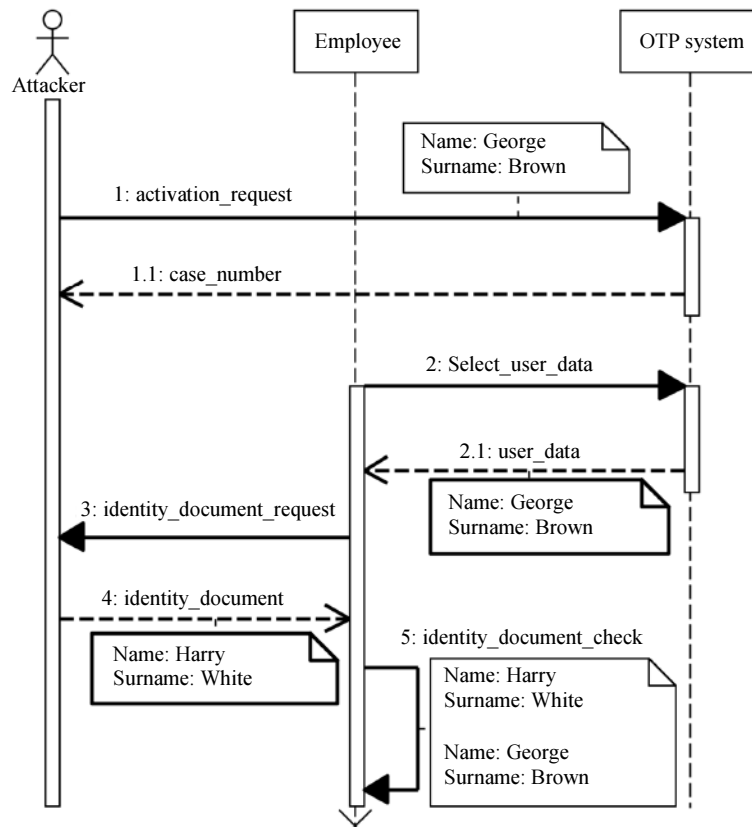 Attacker
Employee
OTP system
Name: George
Surname: Brown
1: activation_request
1.1: case_number
2: Select_user_data
2.1: user_data
Name: George
Surname: Brown
3: identity_document_request
4: identity_document
Name: Harry
Surname: White
5: identity_document_check
Name: Harry
Surname: White
Name: George
Surname: Brown